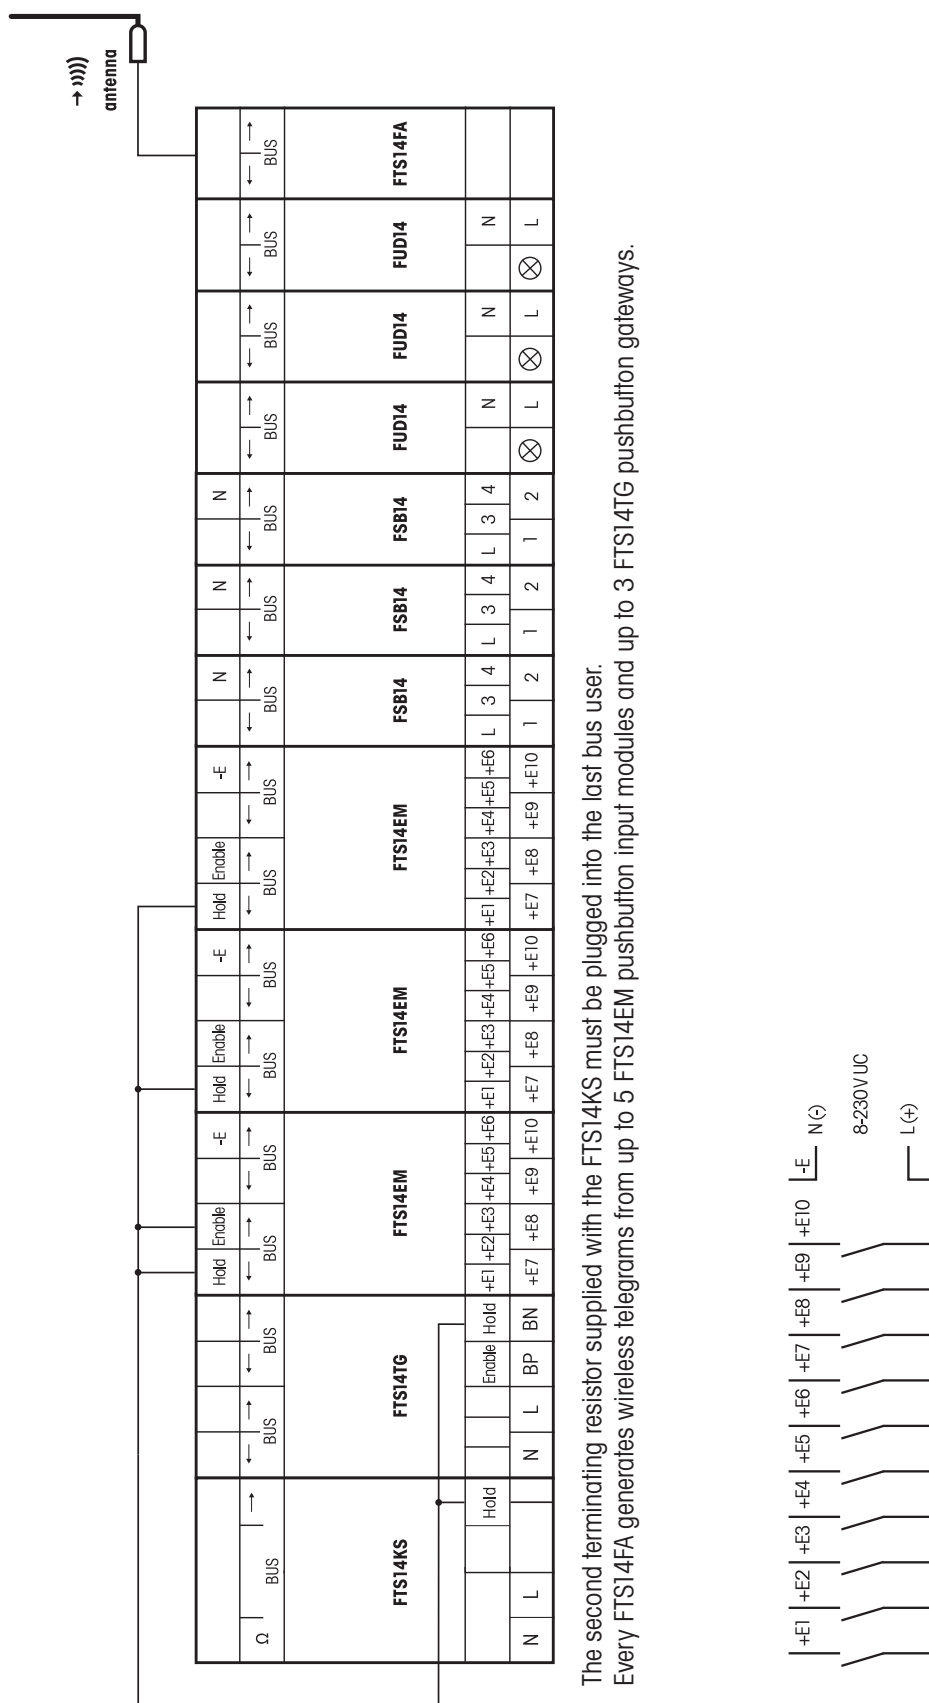 antenna
Hold Enable -E Hold Enable -E Hold Enable -E N N N
Ω BUS BUS BUS BUS BUS BUS BUS BUS BUS BUS BUS BUS BUS BUS BUS BUS
FTS14KS FTS14TG FTS14EM FTS14EM FTS14EM FSB14 FSB14 FSB14 FUD14 FUD14 FUD14 FTS14FA
Hold Enable Hold +E1 +E2 +E3 +E4 +E5 +E6 +E1 +E2 +E3 +E4 +E5 +E6 +E1 +E2 +E3 +E4 +E5 +E6 L 3 4 L 3 4 L 3 4 N N N
N L N L BP BN +E7 +E8 +E9 +E10 +E7 +E8 +E9 +E10 +E7 +E8 +E9 +E10 1 2 1 2 1 2 L L L
The second terminating resistor supplied with the FTS14KS must be plugged into the last bus user.
Every FTS14FA generates wireless telegrams from up to 5 FTS14EM pushbutton input modules and up to 3 FTS14TG pushbutton gateways.
+E1 +E2 +E3 +E4 +E5 +E6 +E7 +E8 +E9 +E10 -E
N (-)
8-230V UC
L (+)